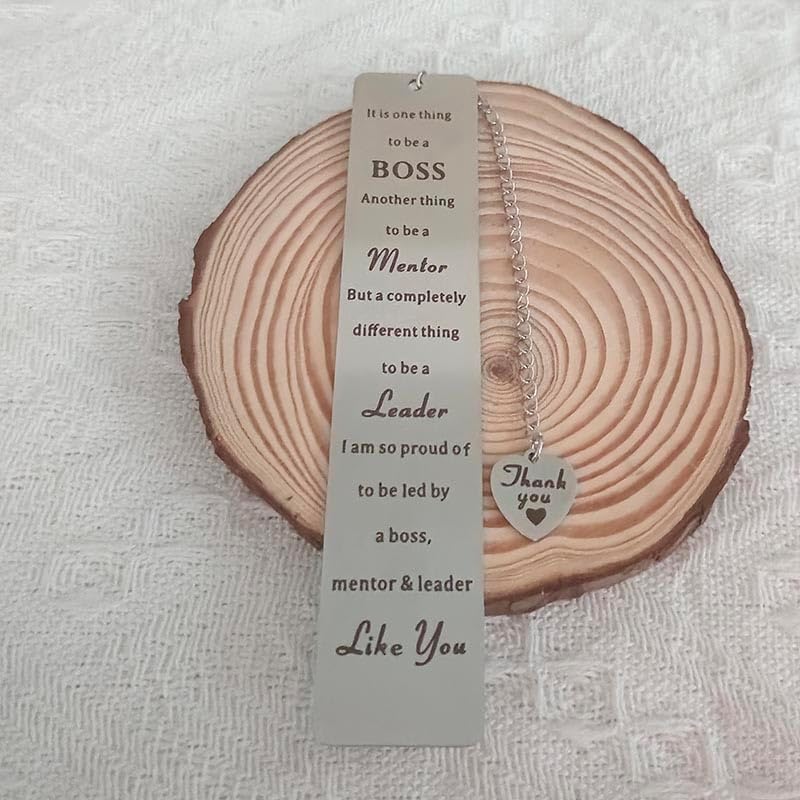 It is one thing
to be a
BOSS
Another thing
to be a
Mentor
But a completely
different thing
to be a
Leader
I am so proud of
to be led by
a boss,
mentor & leader
Like You
Thank
you